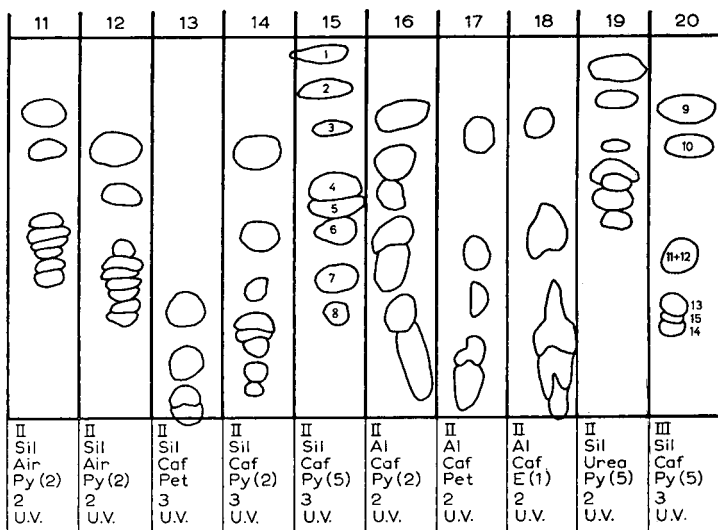 11 12 13 14 15 16 17 18 19 20
1
2
3
4
5
6
7
8
9
10
11+12
13
15
14
II II II II II II II II II III
Sil Sil Sil Sil Sil Al Al Al Sil Sil
Air Air Caf Caf Caf Caf Caf Caf Urea Caf
Py (2) Py (2) Pet Py (2) Py (5) Py (2) Pet E (1) Py (5) Py (5)
2 2 3 3 3 2 2 2 2 3
U.V. U.V. U.V. U.V. U.V. U.V. U.V. U.V. U.V. U.V.